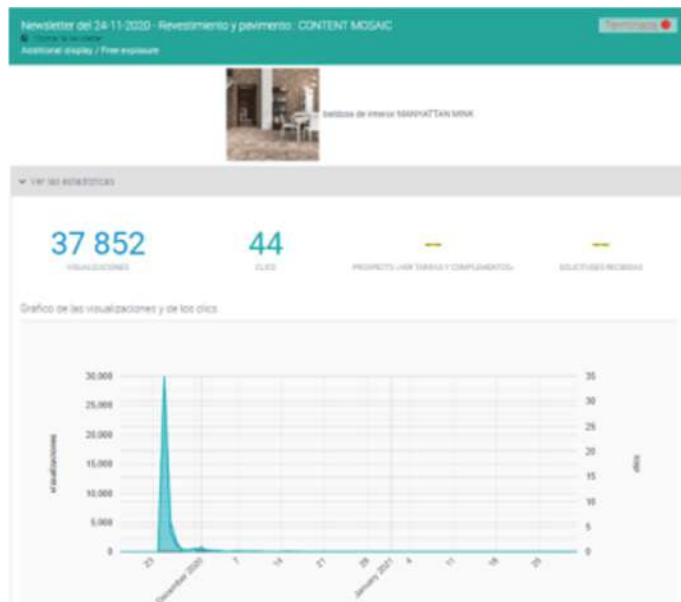 Newsletter del 24-11-2020 - Revestimiento y pavimento : CONTENT MOSAIC
Terminada
Additional display / Free exposure
baldosa de interior MANHATTAN MINK
Ver las estadísticas
37 852
44
--
--
VISUALIZACIONES
CLICS
PROSPECTO «VER TARIFAS Y COMPLEMENTOS»
SOLICITUDES RECIBIDAS
Gráfico de las visualizaciones y de los clics
30,000
25,000
20,000
15,000
10,000
5,000
0
visualizaciones
35
30
25
20
15
10
5
0
clics
23
December 2020
7
14
21
28
January 2021
4
11
18
25